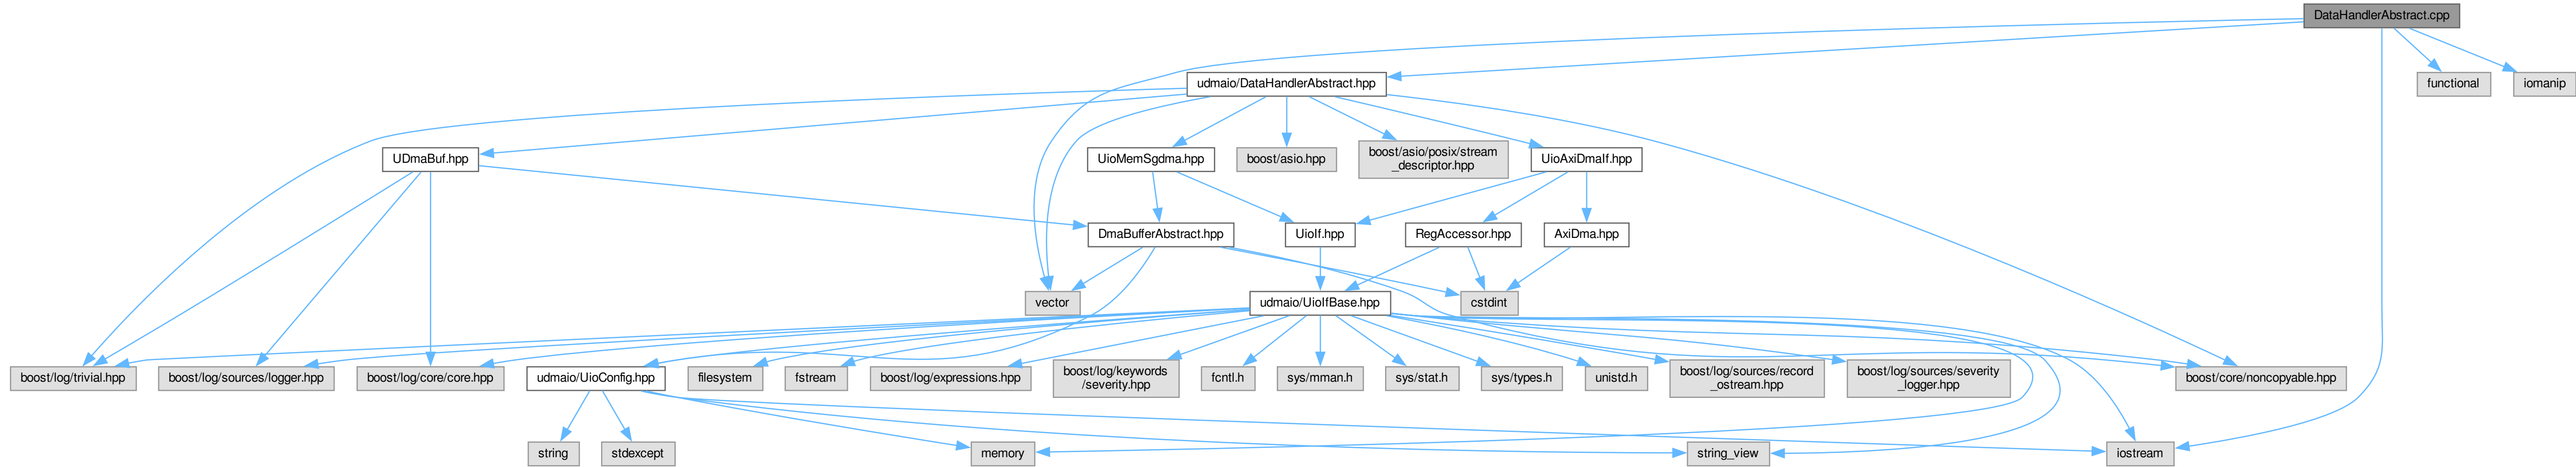 DataHandlerAbstract.cpp
udmaio/DataHandlerAbstract.hpp
functional
iomanip
UDmaBuf.hpp
UioMemSgdma.hpp
boost/asio.hpp
boost/asio/posix/stream
_descriptor.hpp
UioAxiDmaIf.hpp
DmaBufferAbstract.hpp
UioIf.hpp
RegAccessor.hpp
AxiDma.hpp
vector
udmaio/UioIfBase.hpp
cstdint
boost/log/trivial.hpp
boost/log/sources/logger.hpp
boost/log/core/core.hpp
udmaio/UioConfig.hpp
filesystem
fstream
boost/log/expressions.hpp
boost/log/keywords
/severity.hpp
fcntl.h
sys/mman.h
sys/stat.h
sys/types.h
unistd.h
boost/log/sources/record
_ostream.hpp
boost/log/sources/severity
_logger.hpp
boost/core/noncopyable.hpp
string
stdexcept
memory
string_view
iostream